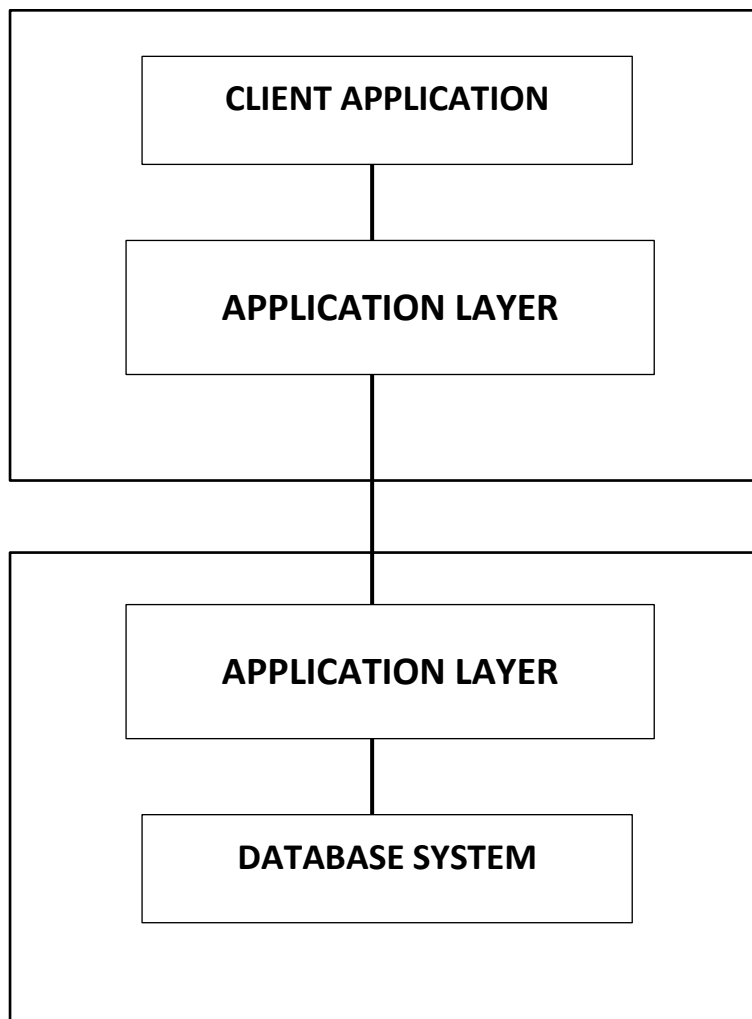 CLIENT APPLICATION
APPLICATION LAYER
APPLICATION LAYER
DATABASE SYSTEM